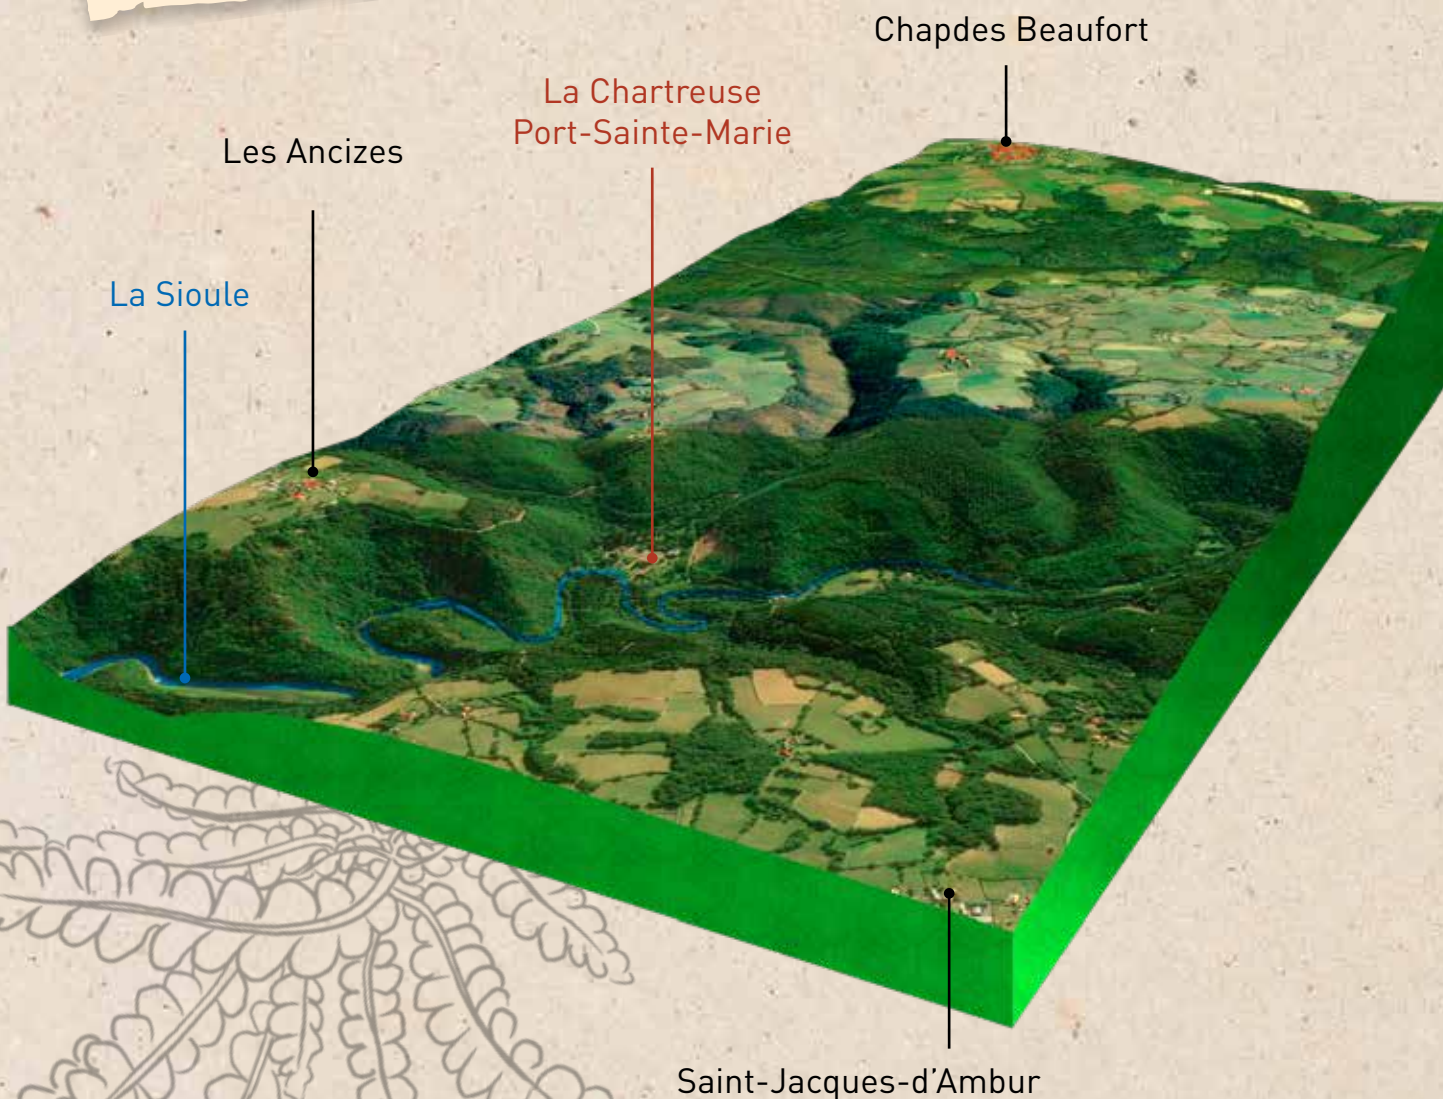 Chapdes Beaufort
La Chartreuse
Port-Sainte-Marie
Les Ancizes
La Sioule
Saint-Jacques-d'Ambur